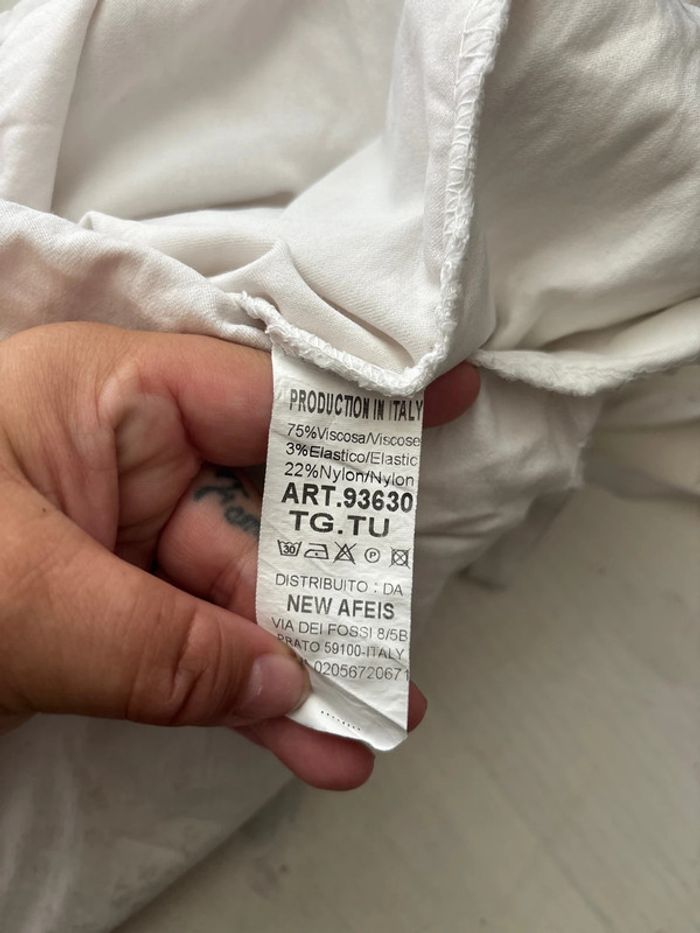 PRODUCTION IN ITALY
75%Viscosa/Viscose
3%Elastico/Elastic
22%Nylon/Nylon
ART.93630
TG.TU
30 P
DISTRIBUITO : DA
NEW AFEIS
VIA DEI FOSSI 8/5B
PRATO 59100-ITALY
02056720671